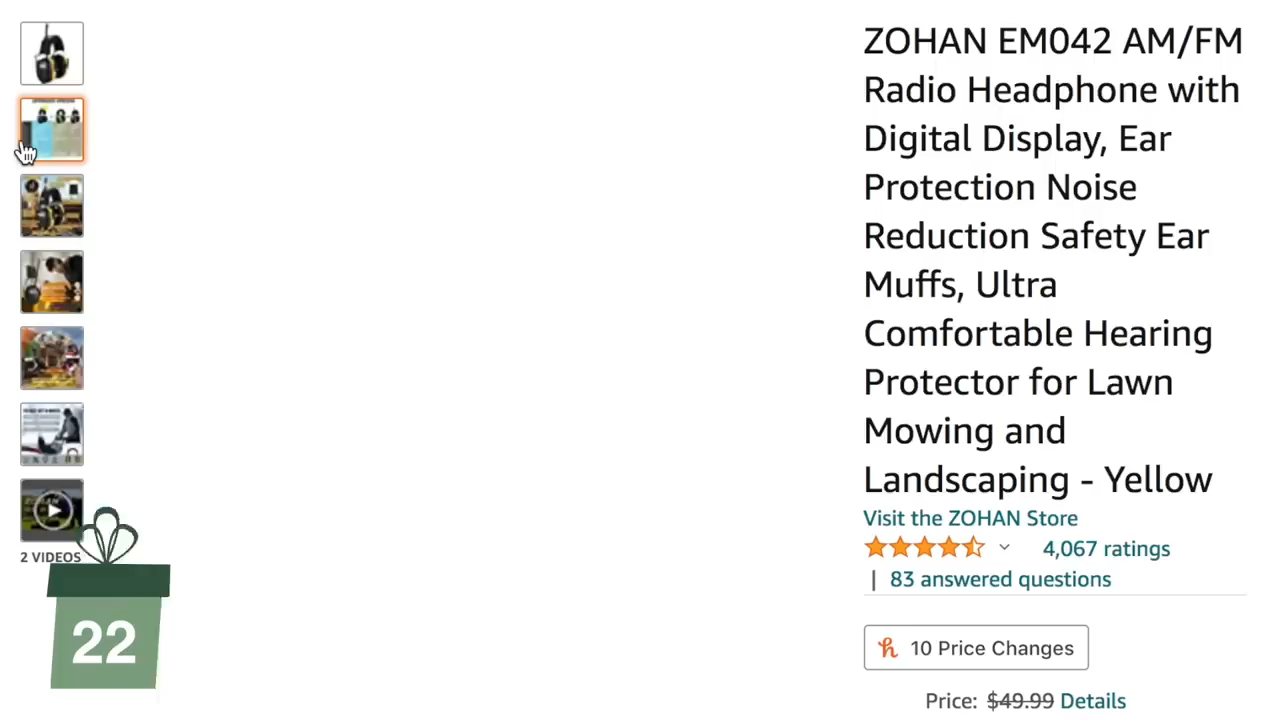 ZOHAN EM042 AM/FM
Radio Headphone with
Digital Display, Ear
Protection Noise
Reduction Safety Ear
Muffs, Ultra
Comfortable Hearing
Protector for Lawn
Mowing and
Landscaping - Yellow
Visit the ZOHAN Store
4,067 ratings
| 83 answered questions
10 Price Changes
Price: $49.99 Details
2 VIDEOS
22